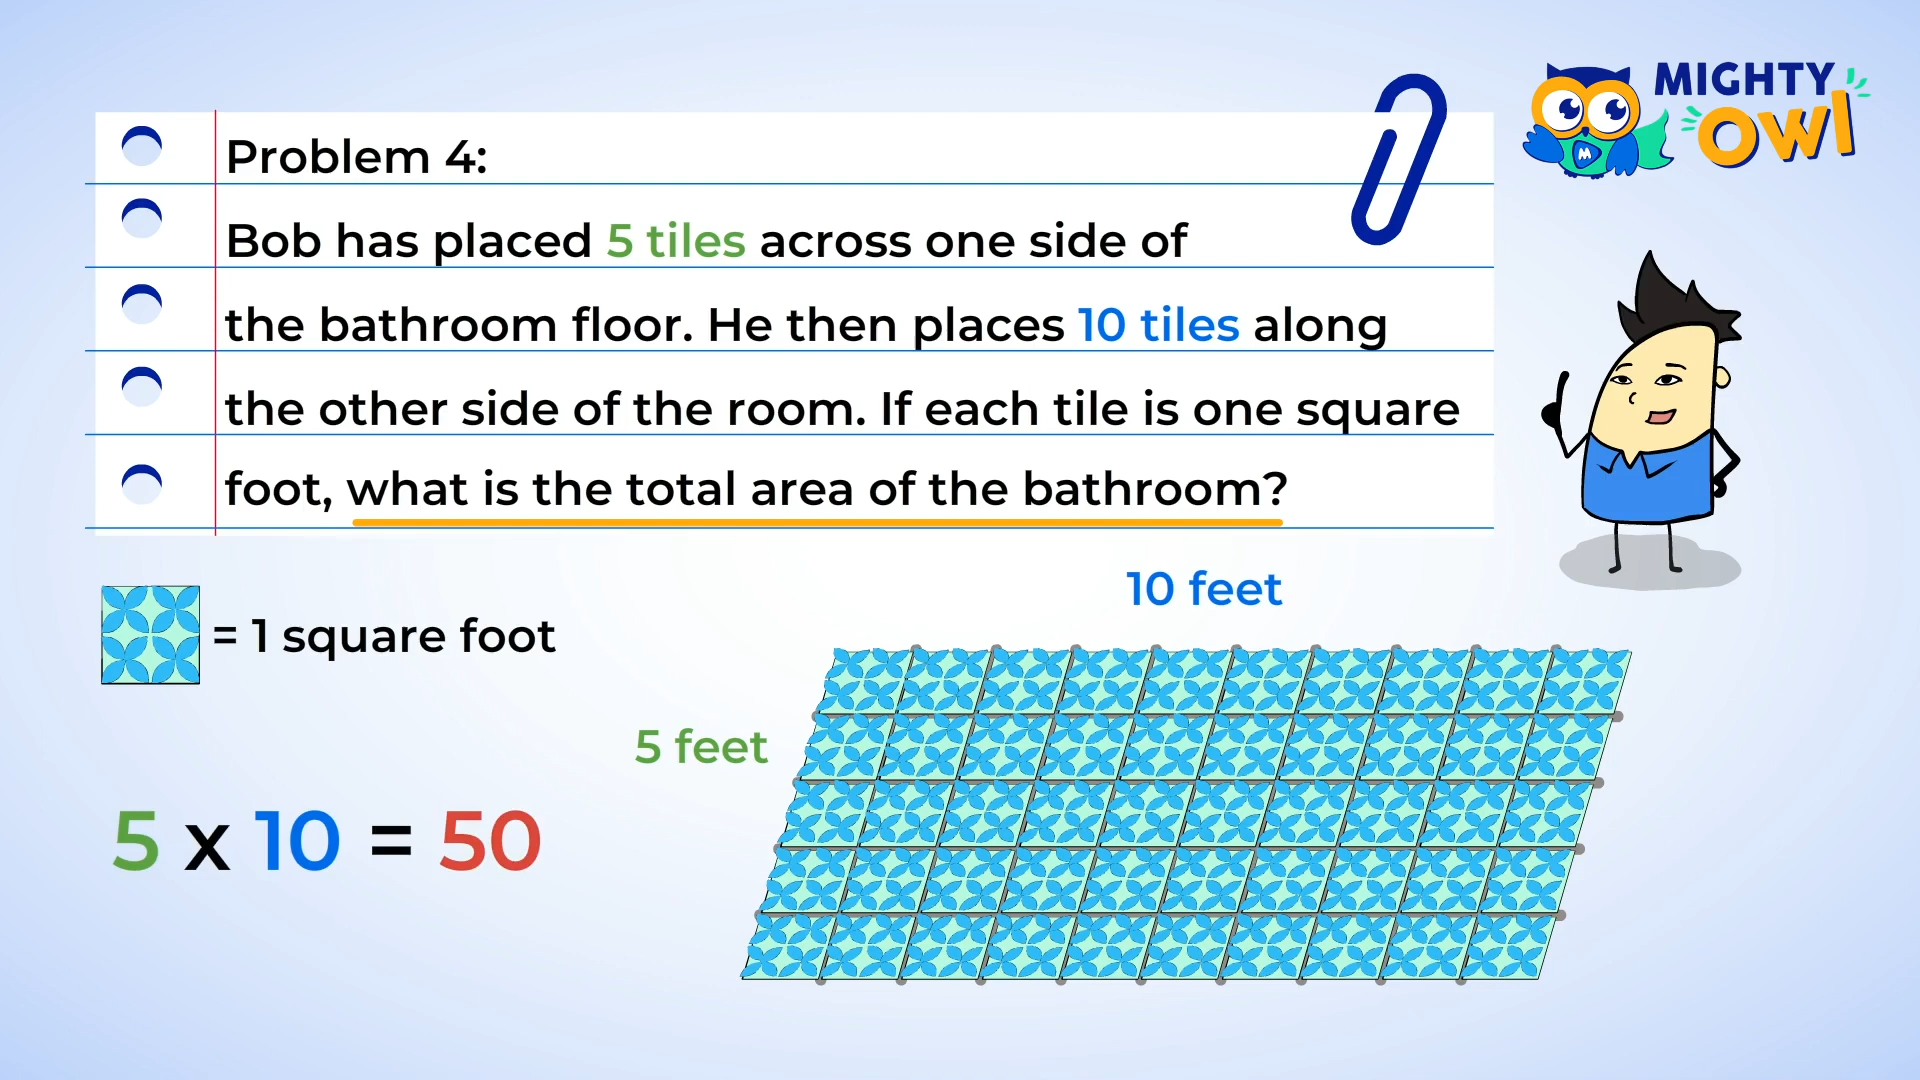 MIGHTY
OWl
Problem 4:
Bob has placed 5 tiles across one side of
the bathroom floor. He then places 10 tiles along
the other side of the room. If each tile is one square
foot, what is the total area of the bathroom?
= 1 square foot
10 feet
5 feet
5 x 10 = 50
M